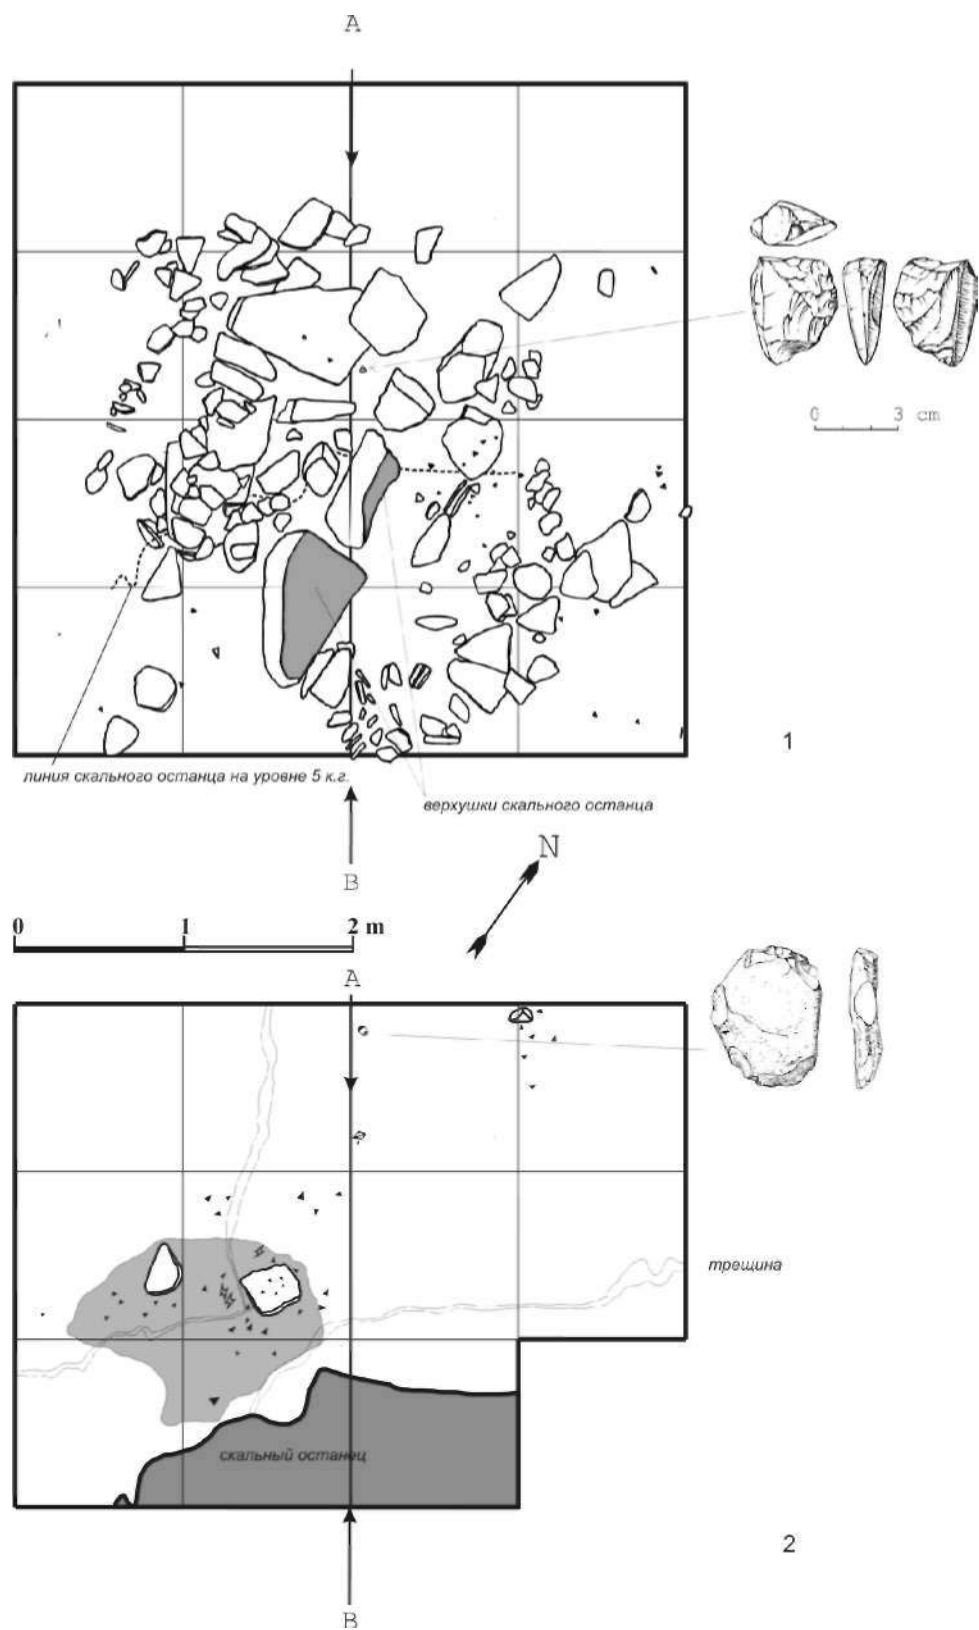 A
0 3 cm
1
линия скального останца на уровне 5 к.г.
верхушки скального останца
N
B
0 1 2 m
A
трещина
скальный останец
2
B